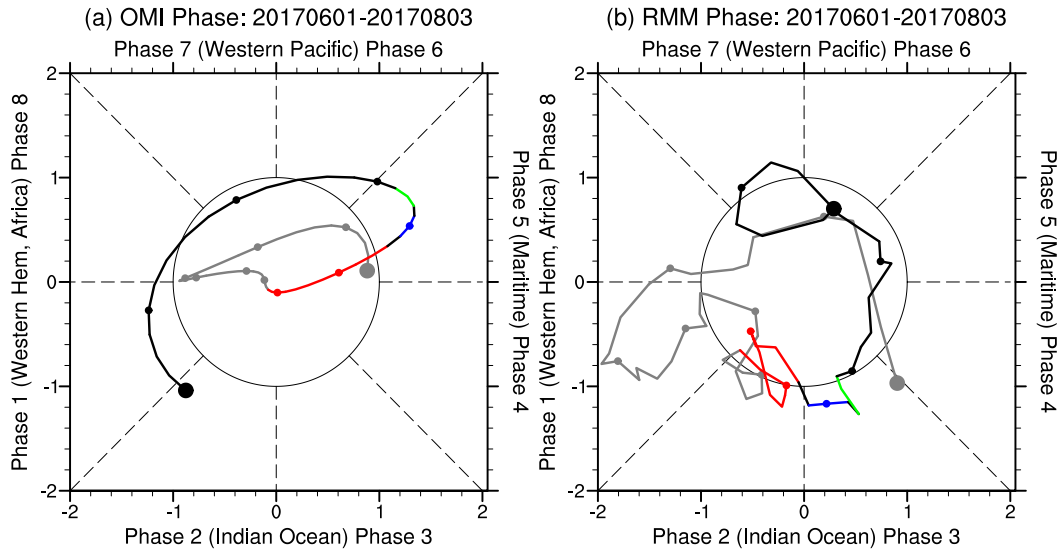 (a) OMI Phase: 20170601-20170803
Phase 7 (Western Pacific) Phase 6
Phase 1 (Western Hem, Africa) Phase 8
2
1
0
-1
-2
-2
-1
0
1
2
Phase 5 (Maritime) Phase 4
Phase 2 (Indian Ocean) Phase 3
(b) RMM Phase: 20170601-20170803
Phase 7 (Western Pacific) Phase 6
Phase 1 (Western Hem, Africa) Phase 8
2
1
0
-1
-2
-2
-1
0
1
2
Phase 5 (Maritime) Phase 4
Phase 2 (Indian Ocean) Phase 3